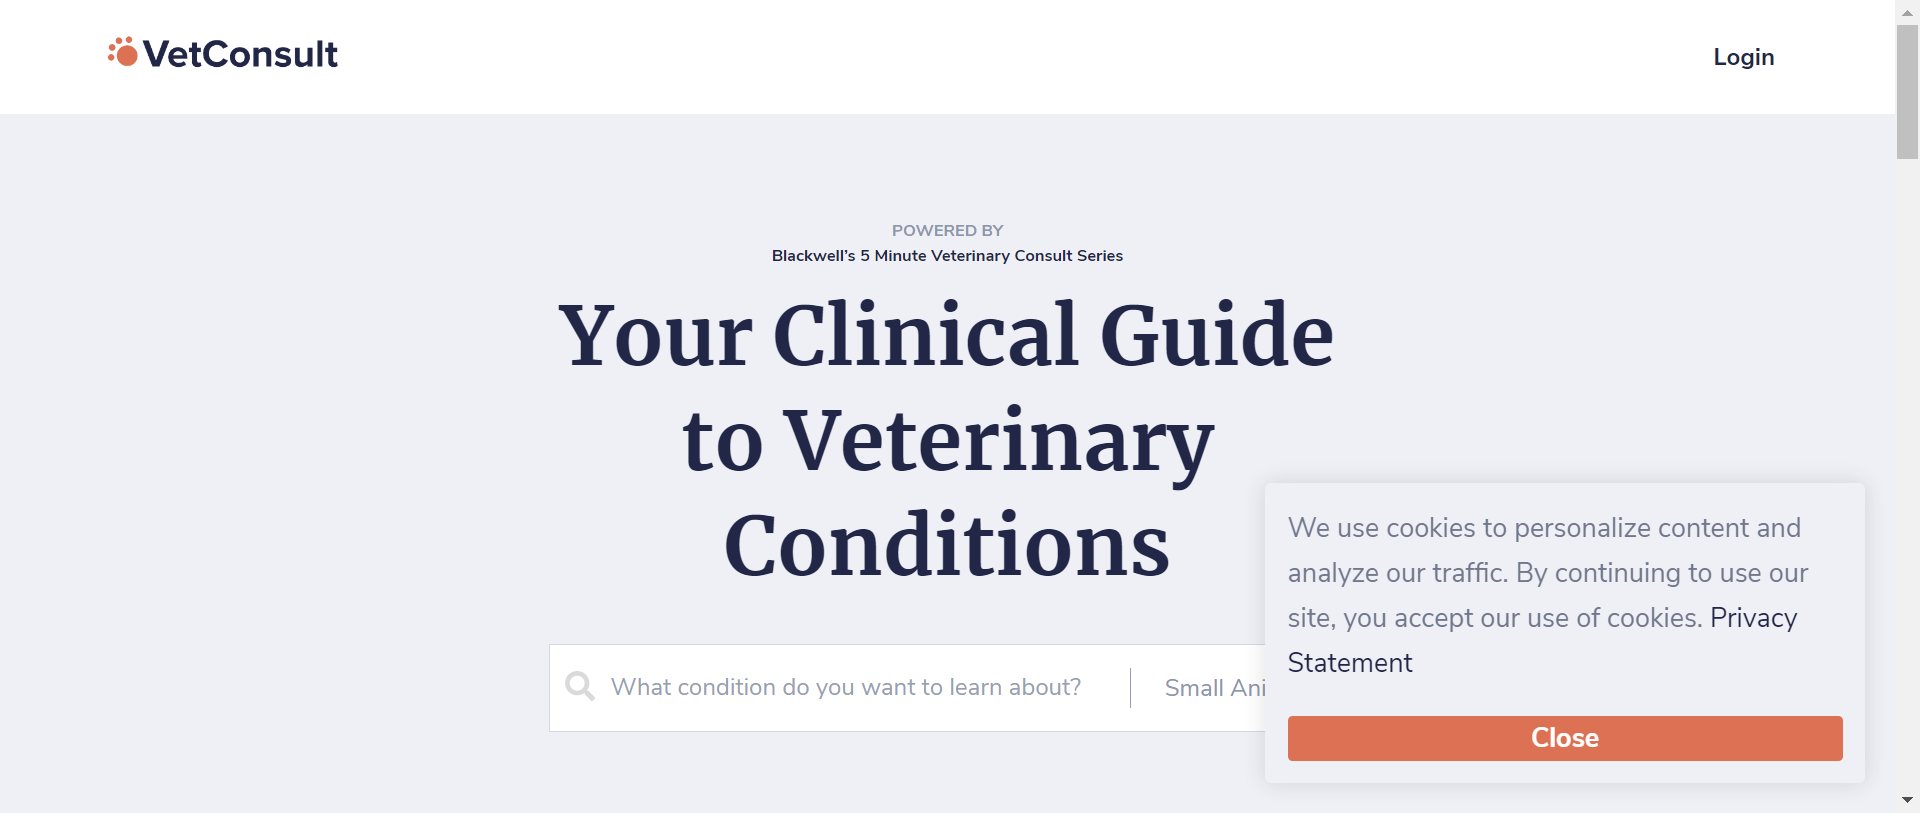 VetConsult
Login
POWERED BY
Blackwell's 5 Minute Veterinary Consult Series
Your Clinical Guide
to Veterinary
Conditions
What condition do you want to learn about?
Small Ani
We use cookies to personalize content and
analyze our traffic. By continuing to use our
site, you accept our use of cookies. Privacy
Statement
Close